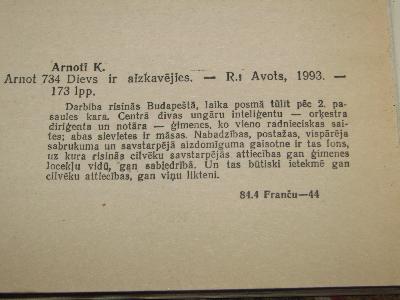 Arnotī K.
Arnot 734 Dievs ir aizkavējies. — R.: Avots, 1993. —
173 lpp.
Darbība risinās Budapeštā, laika posmā tūlīt pēc 2. pa-
saules kara. Centrā divas ungāru inteliģentu — orķestra
diriģenta un notāra — ģimenes, ko vieno radnieciskas sai-
tes; abas sievietes ir māsas. Nabadzības, postažas, vispārēja
sabrukuma un savstarpējā aizdomīguma gaisotne ir tas fons,
uz kura risinās cilvēku savstarpējās attiecības gan ģimenes
locekļu vidū, gan sabiedrībā. Un tas būtiski ietekmē gan
cilvēku attiecības, gan viņu likteni.
84.4 Franču—44